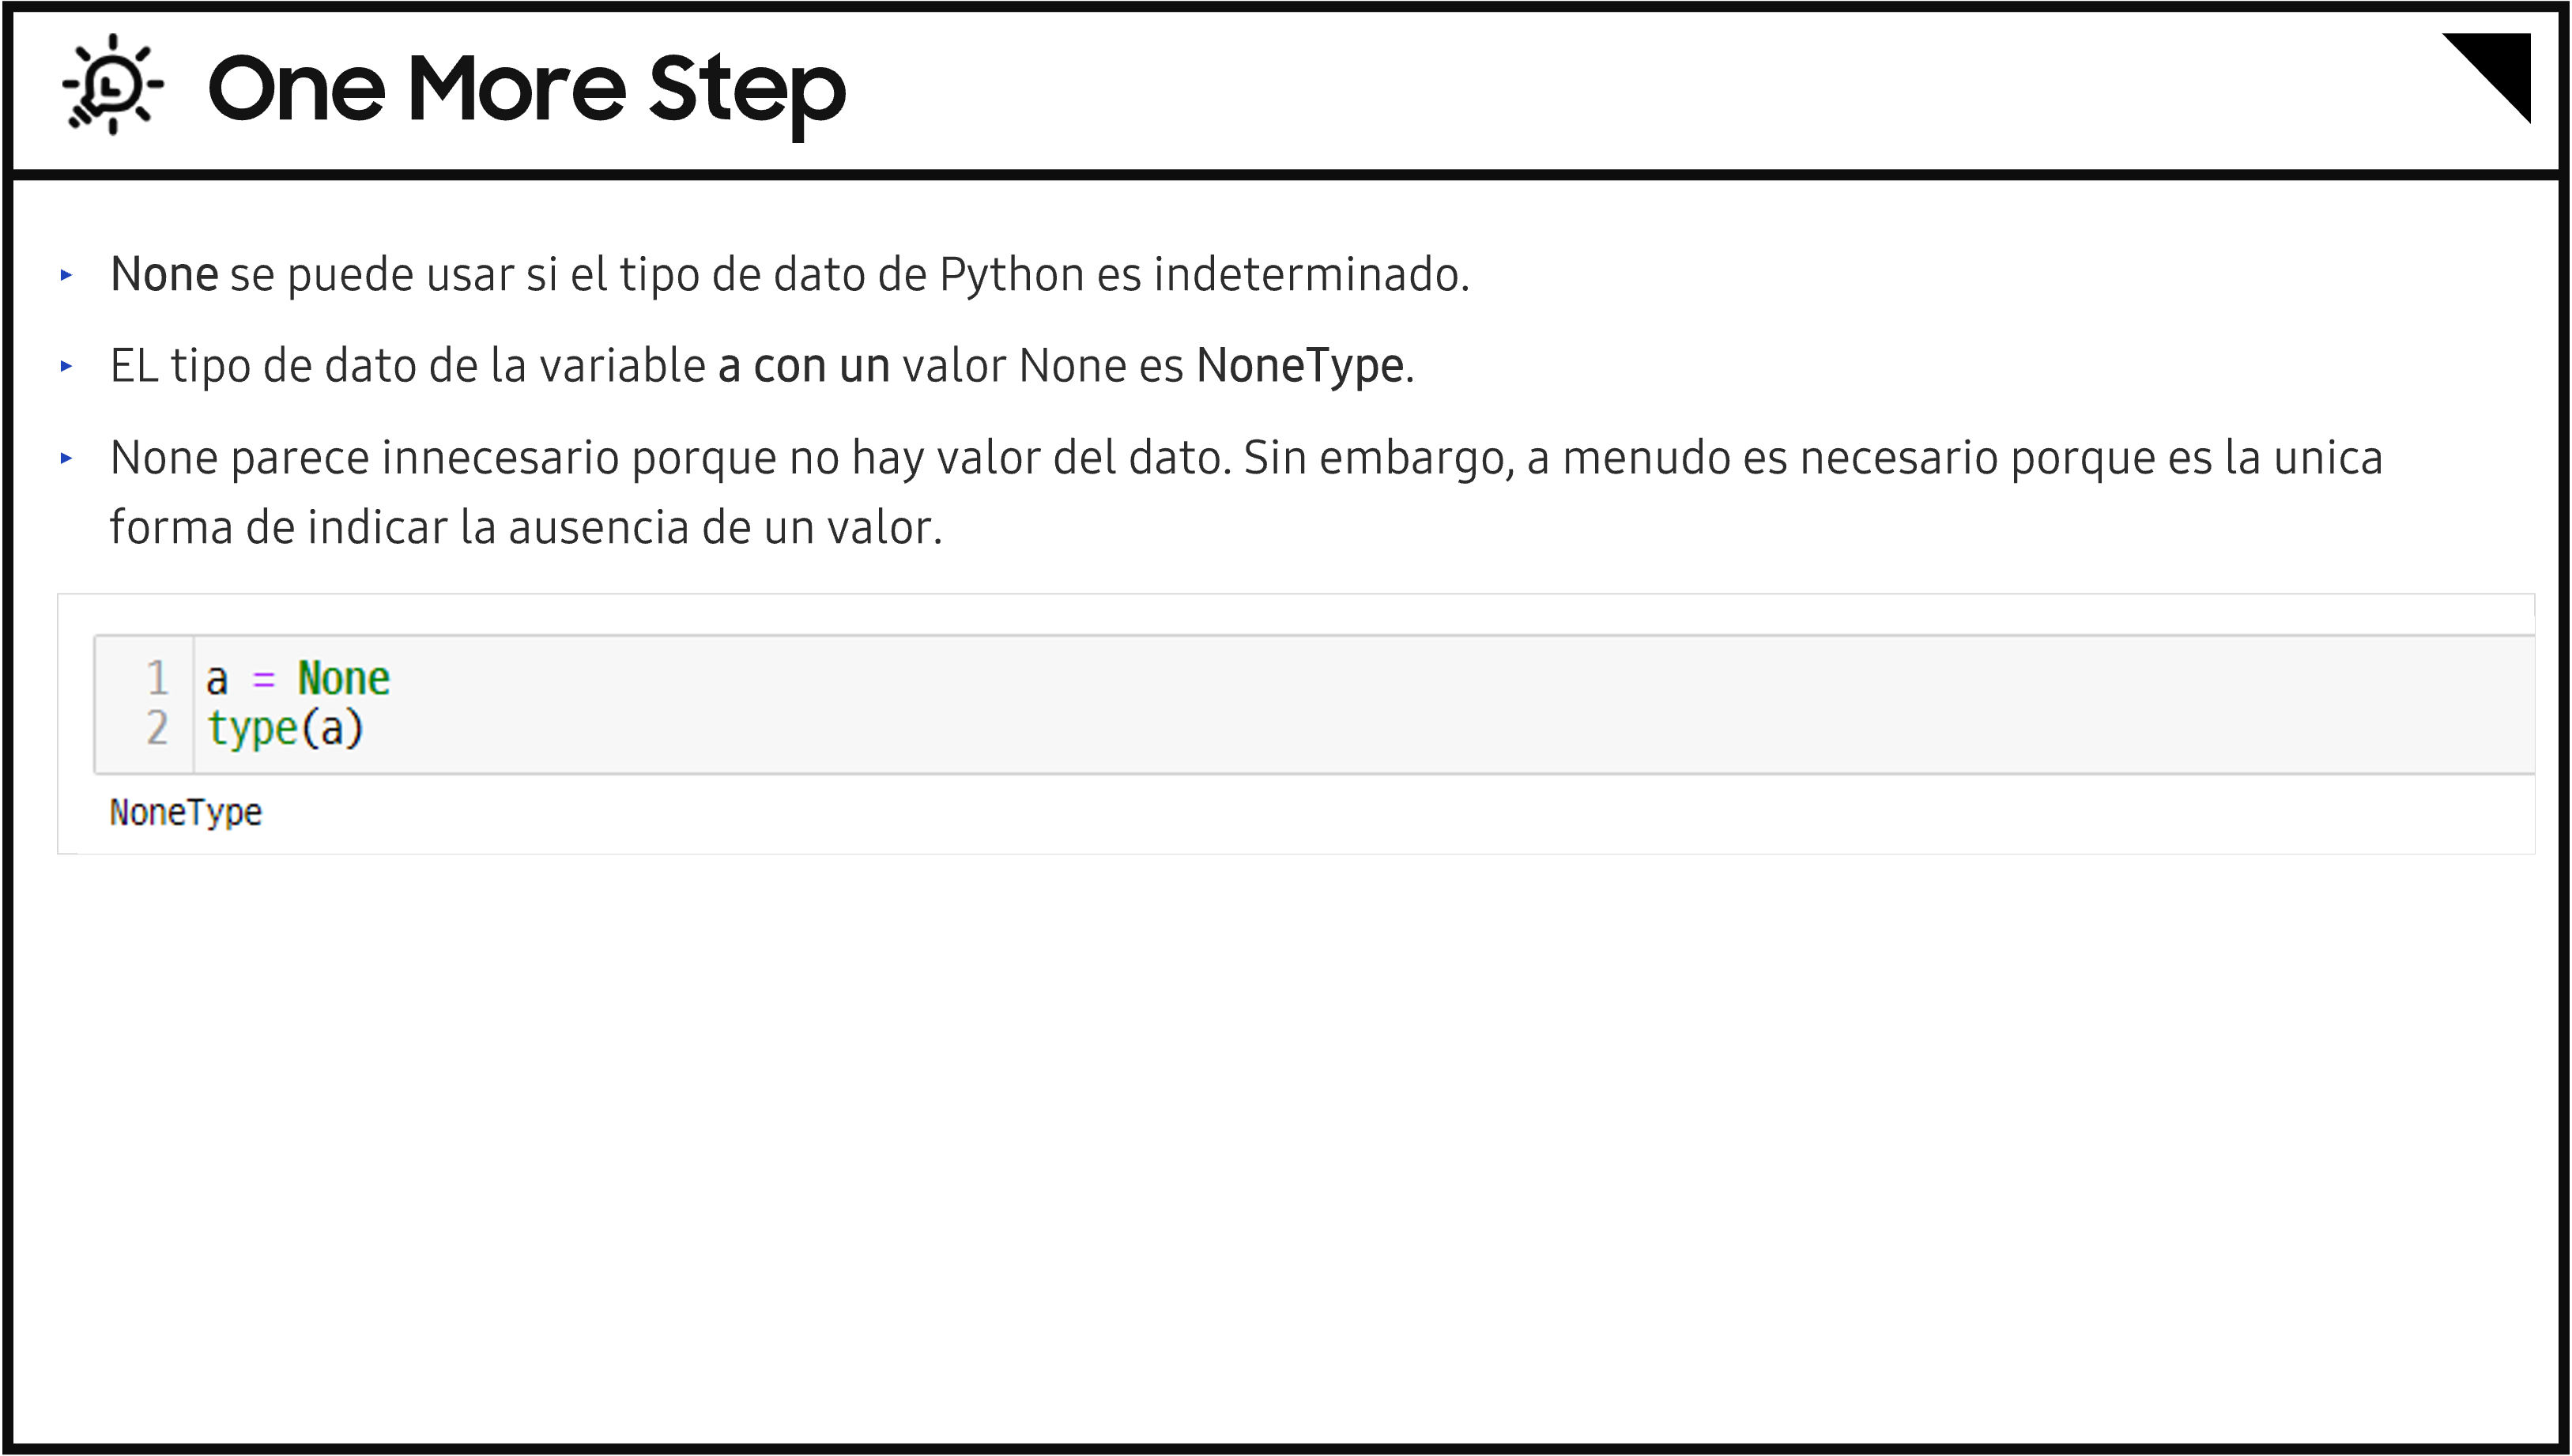 One More Step
None se puede usar si el tipo de dato de Python es indeterminado.
EL tipo de dato de la variable a con un valor None es NoneType.
None parece innecesario porque no hay valor del dato. Sin embargo, a menudo es necesario porque es la unica
forma de indicar la ausencia de un valor.
1 a = None
2 type(a)
NoneType